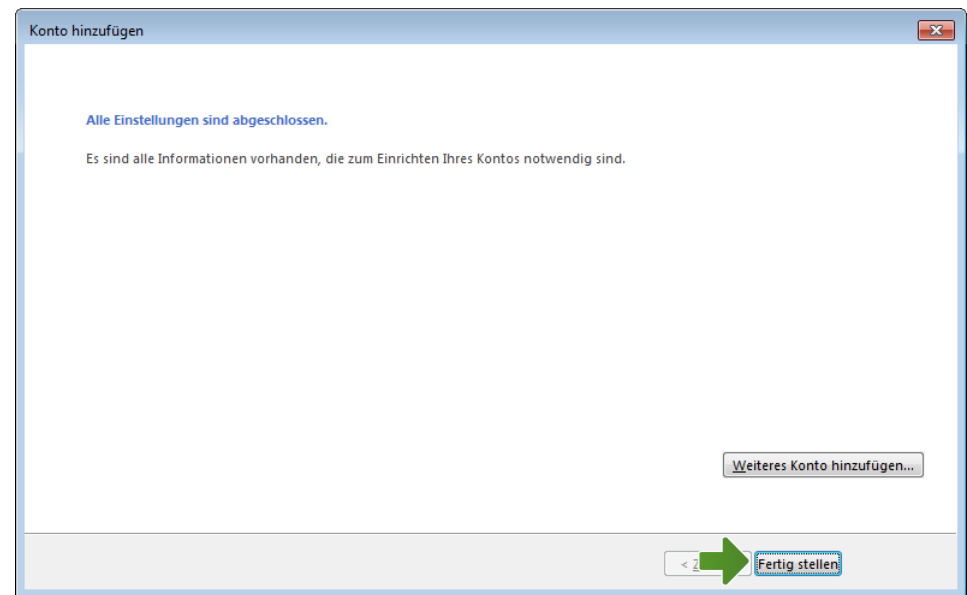 Konto hinzufügen
Alle Einstellungen sind abgeschlossen.
Es sind alle Informationen vorhanden, die zum Einrichten Ihres Kontos notwendig sind.
Weiteres Konto hinzufügen...
Fertig stellen